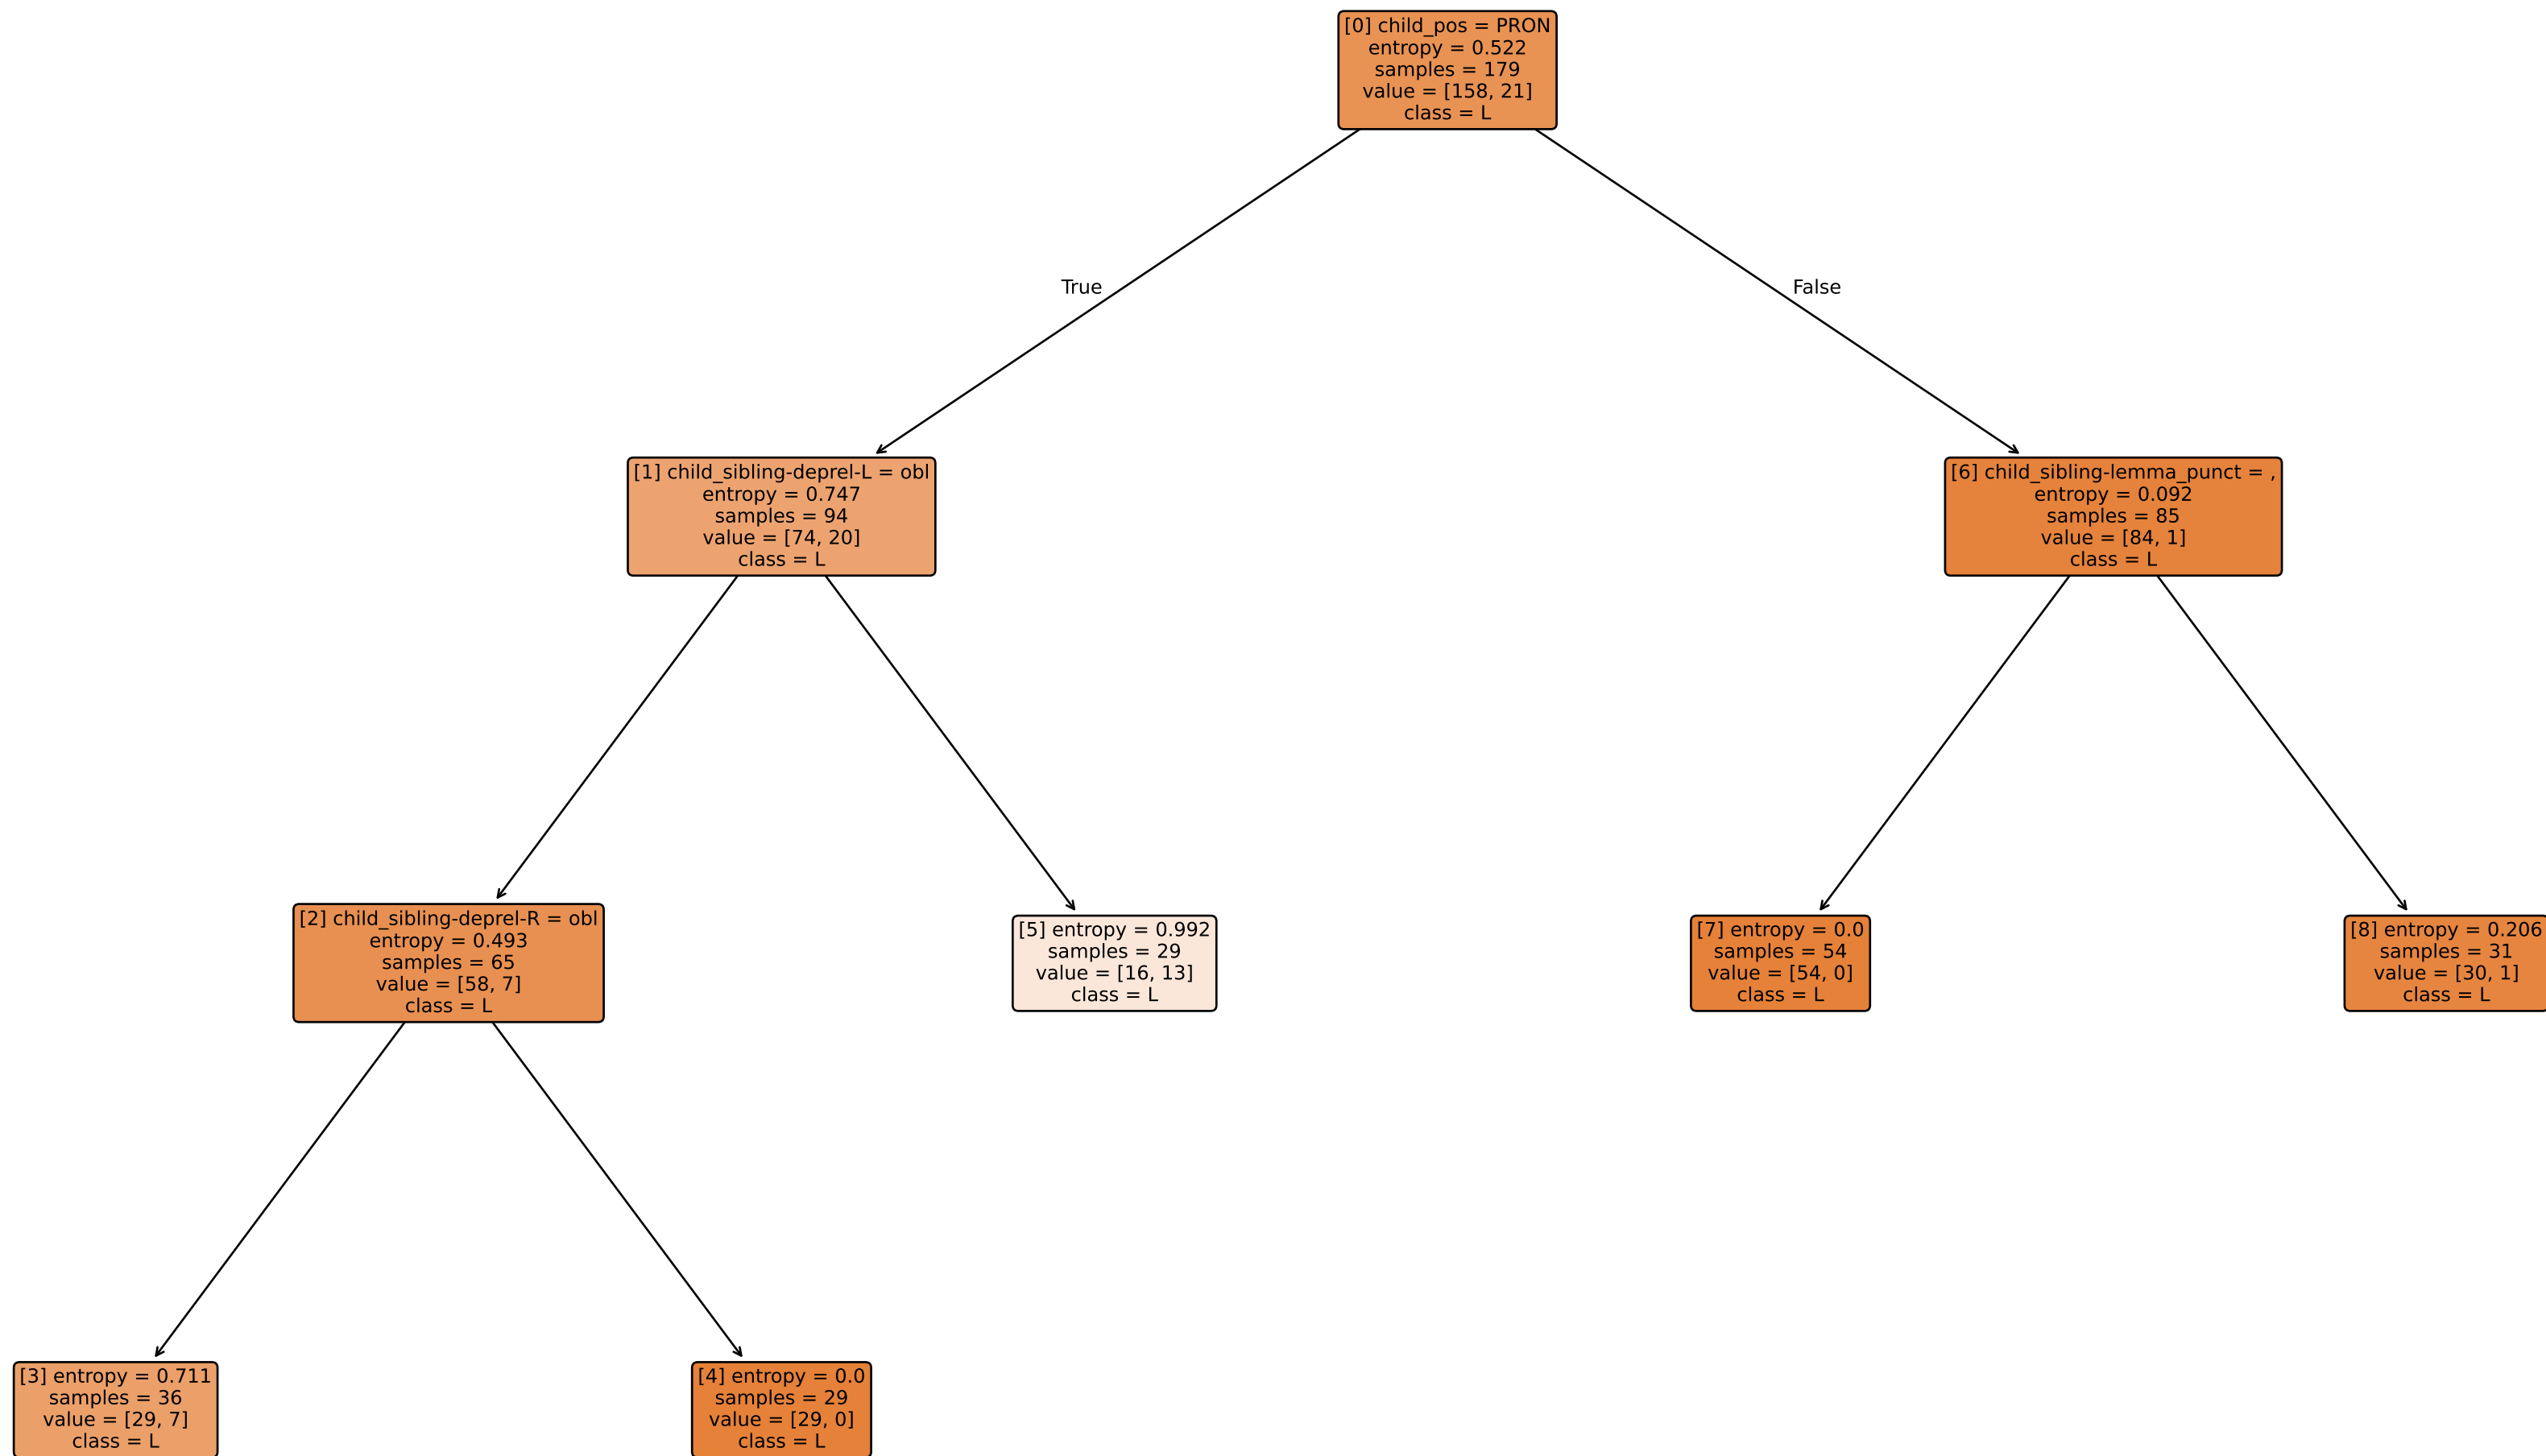 [0] child_pos = PRON
entropy = 0.522
samples = 179
value = [158, 21]
class = L
True
False
[1] child_sibling-deprel-L = obl
entropy = 0.747
samples = 94
value = [74, 20]
class = L
[6] child_sibling-lemma_punct = ,
entropy = 0.092
samples = 85
value = [84, 1]
class = L
[2] child_sibling-deprel-R = obl
entropy = 0.493
samples = 65
value = [58, 7]
class = L
[5] entropy = 0.992
samples = 29
value = [16, 13]
class = L
[7] entropy = 0.0
samples = 54
value = [54, 0]
class = L
[8] entropy = 0.206
samples = 31
value = [30, 1]
class = L
[3] entropy = 0.711
samples = 36
value = [29, 7]
class = L
[4] entropy = 0.0
samples = 29
value = [29, 0]
class = L